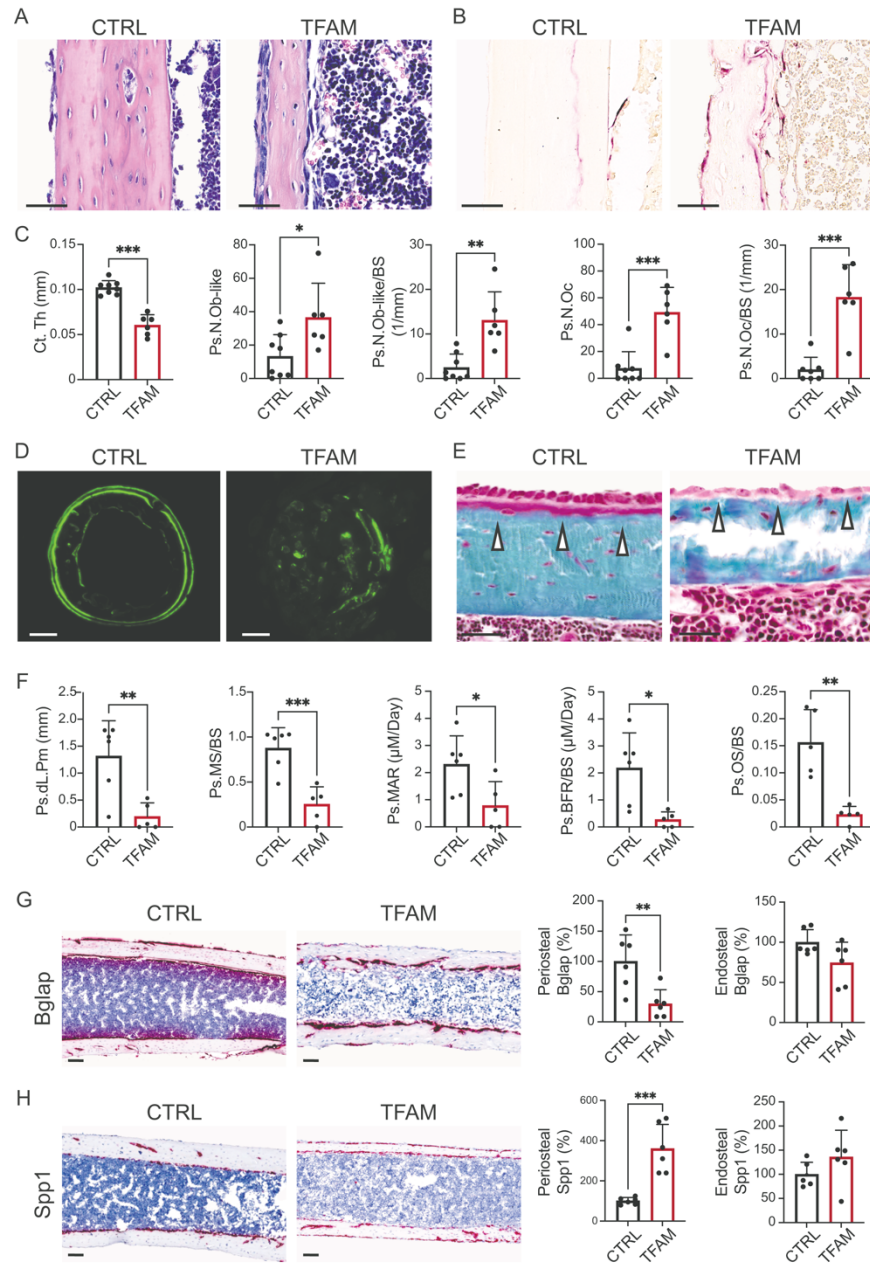 A
CTRL
TFAM
B
CTRL
TFAM
C
Ct. Th (mm)
0.15
0.10
0.05
0.00
***
CTRL
TFAM
Ps.N.Ob-like
80
60
40
20
0
*
CTRL
TFAM
Ps.N.Ob-like/BS
(1/mm)
30
20
10
0
**
CTRL
TFAM
Ps.N.Oc
100
80
60
40
20
0
***
CTRL
TFAM
Ps.N.Oc/BS (1/mm)
30
20
10
0
***
CTRL
TFAM
D
CTRL
TFAM
E
CTRL
TFAM
F
Ps.dL.Pm (mm)
2.5
2.0
1.5
1.0
0.5
0.0
**
CTRL
TFAM
Ps.MS/BS
1.5
1.0
0.5
0.0
***
CTRL
TFAM
Ps.MAR (µM/Day)
5
4
3
2
1
0
*
CTRL
TFAM
Ps.BFR/BS (µM/Day)
5
4
3
2
1
0
*
CTRL
TFAM
Ps.OS/BS
0.25
0.20
0.15
0.10
0.05
0
**
CTRL
TFAM
G
CTRL
TFAM
Bglap
Periosteal
Bglap (%)
200
150
100
50
0
**
CTRL
TFAM
Endosteal
Bglap (%)
200
150
100
50
0
CTRL
TFAM
H
CTRL
TFAM
Spp1
Periosteal
Spp1 (%)
600
400
200
0
***
CTRL
TFAM
Endosteal
Spp1 (%)
250
200
150
100
50
0
CTRL
TFAM